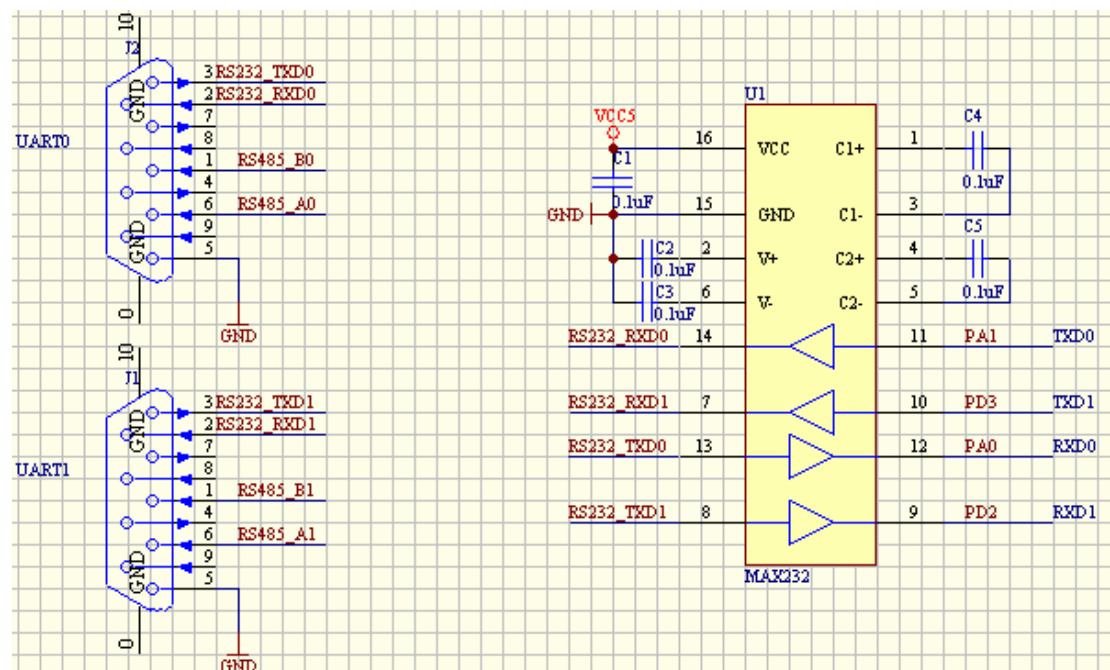 10
J2
3 RS232_TXD0
GND
2 RS232_RXD0
7
UART0
8
1 RS485_B0
4
6 RS485_A0
9
GND
5
0
GND
10
J1
3 RS232_TXD1
GND
2 RS232_RXD1
7
UART1
8
1 RS485_B1
4
6 RS485_A1
9
GND
5
0
GND
U1
VCC5
C1
0.1uF
GND
16 VCC C1+ 1
15 GND C1- 3
C2 2 V+ C2+ 4
0.1uF
C3 6 V- C2- 5
0.1uF
C4
0.1uF
C5
0.1uF
RS232_RXD0 14 11 PA1 TXD0
RS232_RXD1 7 10 PD3 TXD1
RS232_TXD0 13 12 PA0 RXD0
RS232_TXD1 8 9 PD2 RXD1
MAX232